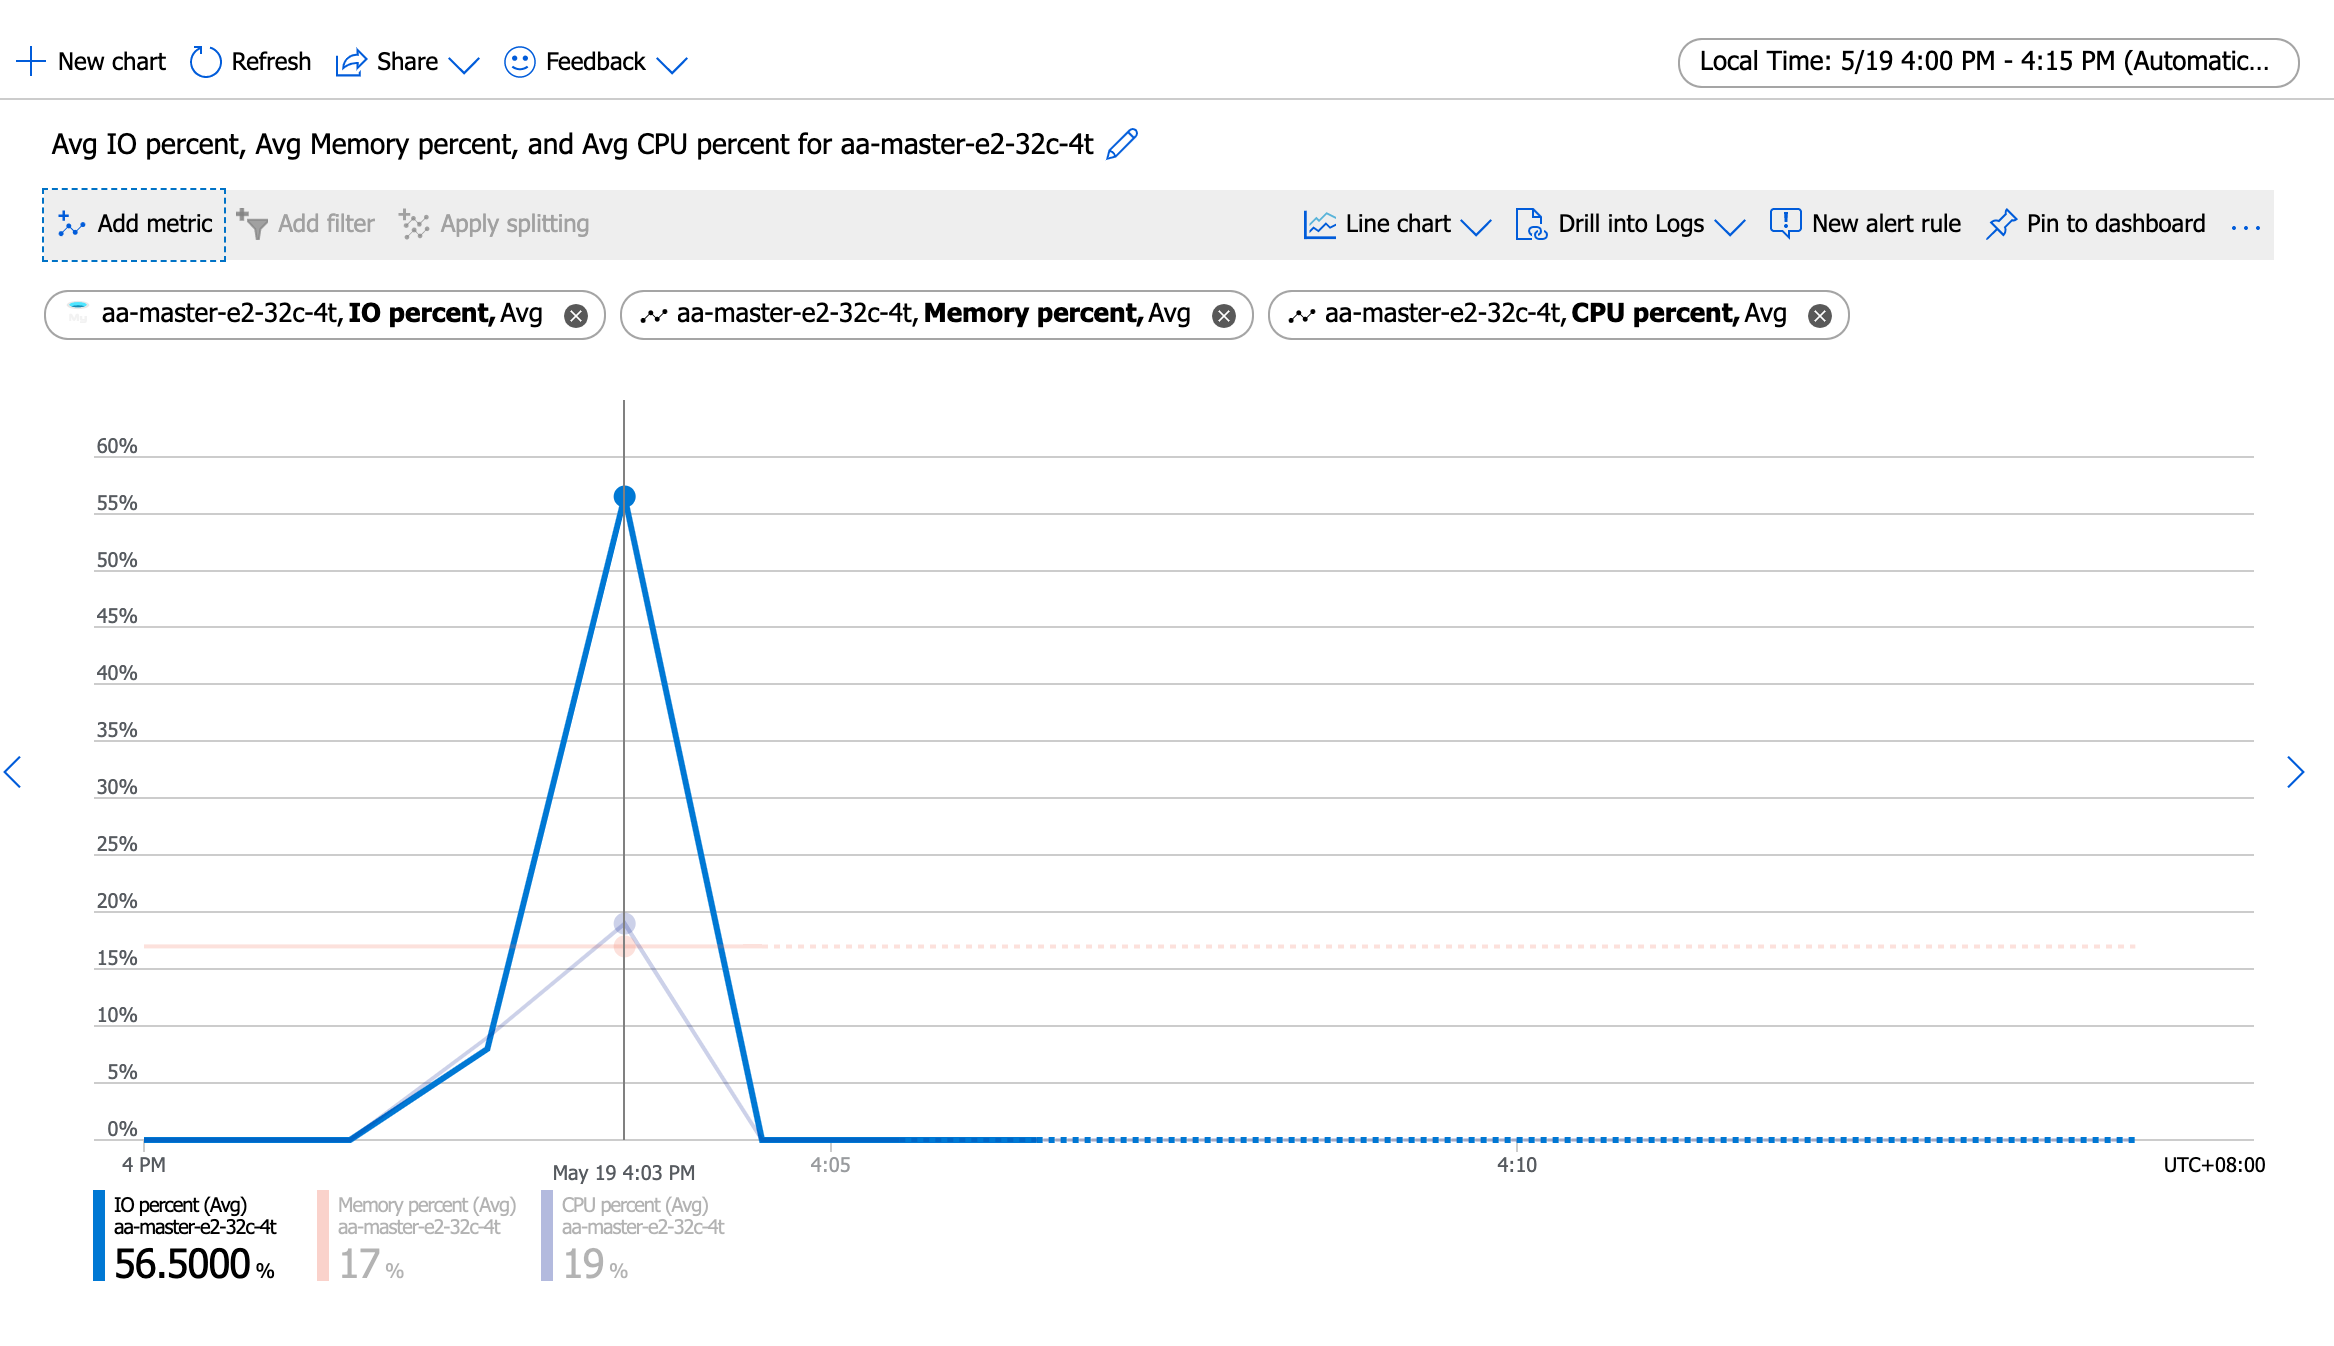 New chart Refresh Share Feedback Local Time: 5/19 4:00 PM - 4:15 PM (Automatic...
Avg IO percent, Avg Memory percent, and Avg CPU percent for aa-master-e2-32c-4t
Add metric Add filter Apply splitting Line chart Drill into Logs New alert rule Pin to dashboard ...
aa-master-e2-32c-4t, IO percent, Avg aa-master-e2-32c-4t, Memory percent, Avg aa-master-e2-32c-4t, CPU percent, Avg
60%
55%
50%
45%
40%
35%
30%
25%
20%
15%
10%
5%
0%
4 PM May 19 4:03 PM 4:05 4:10 UTC+08:00
IO percent (Avg) Memory percent (Avg) CPU percent (Avg)
aa-master-e2-32c-4t aa-master-e2-32c-4t aa-master-e2-32c-4t
56.5000 % 17 % 19 %